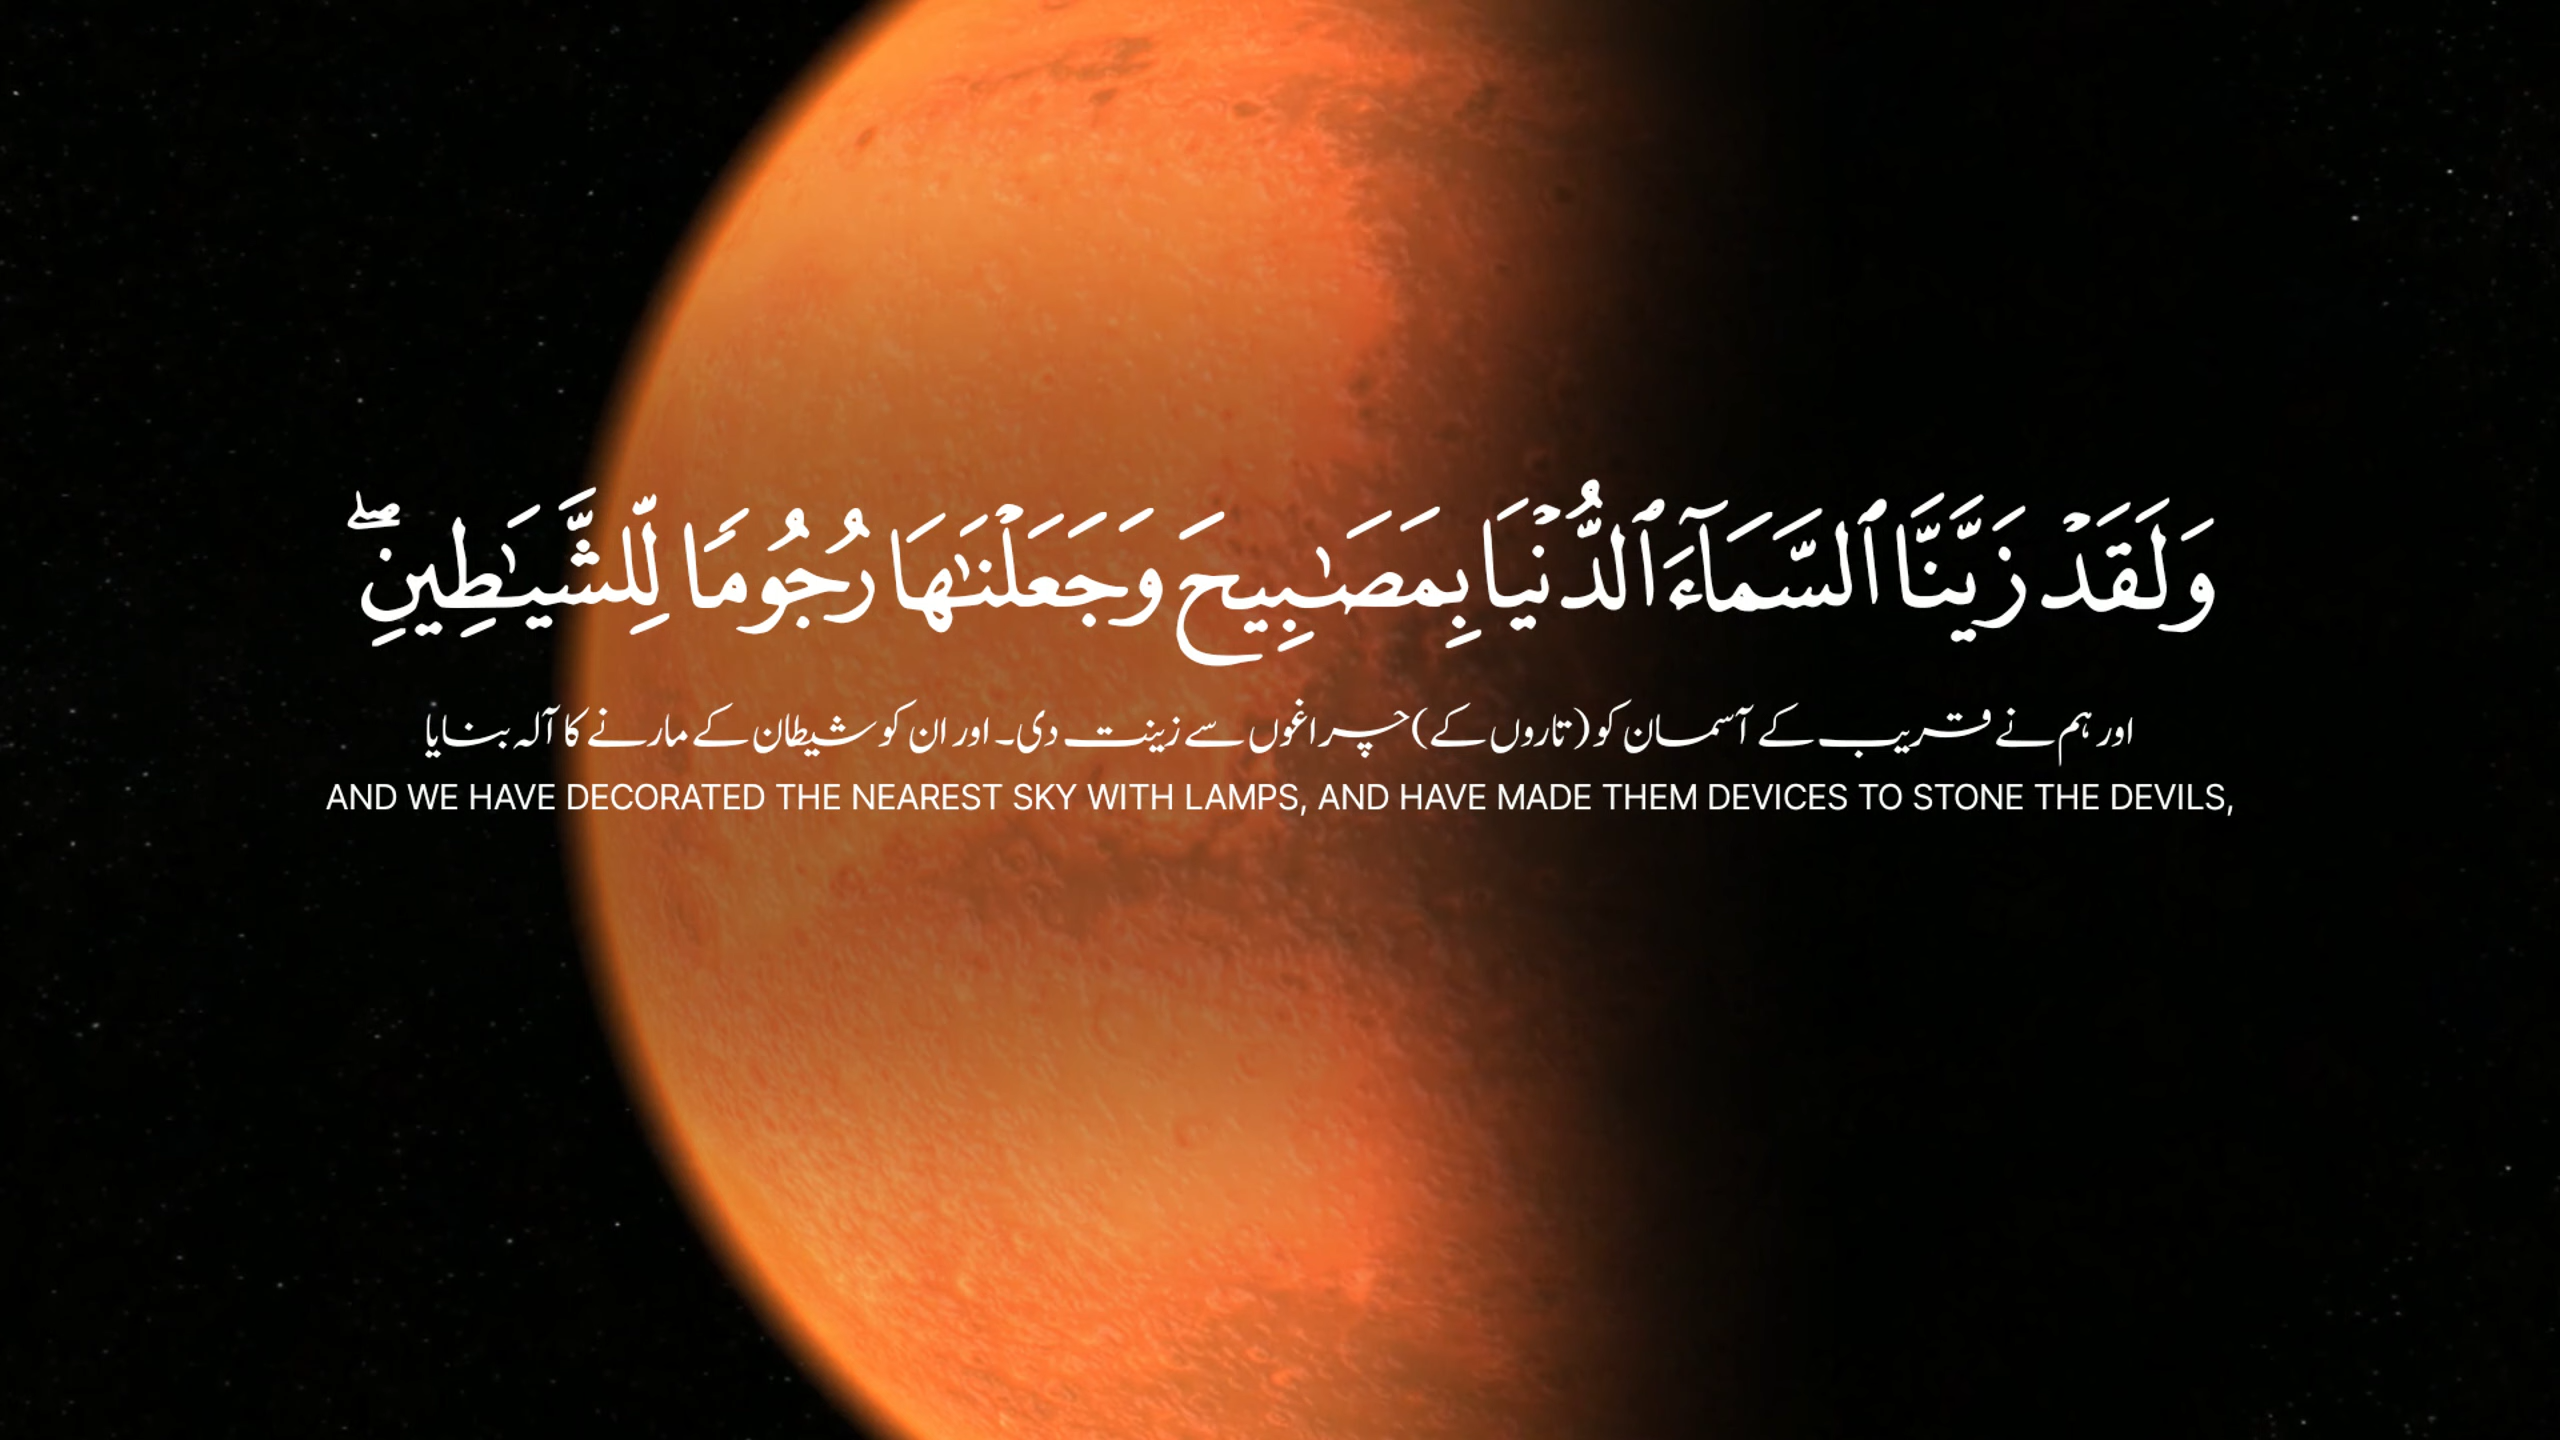 وَلَقَدۡ زَيَّنَّا ٱلسَّمَآءَ ٱلدُّنۡيَا بِمَصَٰبِيحَ وَجَعَلۡنَٰهَا رُجُومًا لِّلشَّيَٰطِينِۖ
اور ہم نے قریب کے آسمان کو (تاروں کے) چراغوں سے زینت دی۔ اور ان کو شیطان کے مارنے کا آلہ بنایا
AND WE HAVE DECORATED THE NEAREST SKY WITH LAMPS, AND HAVE MADE THEM DEVICES TO STONE THE DEVILS,